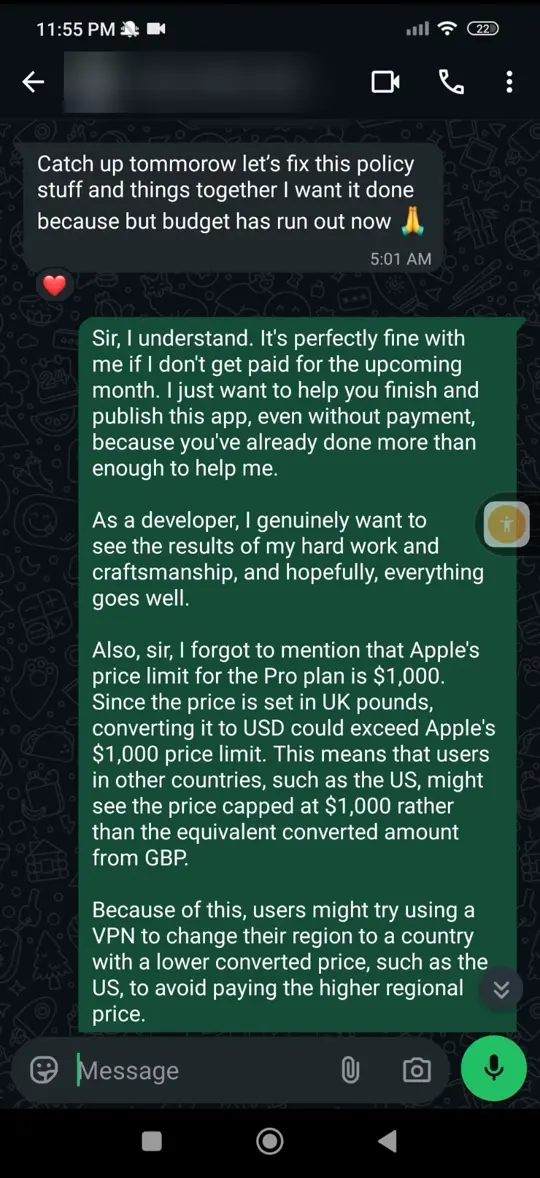 11:55 PM
22
Catch up tommorow let’s fix this policy
stuff and things together I want it done
because but budget has run out now 🙏
5:01 AM
❤️
Sir, I understand. It's perfectly fine with
me if I don't get paid for the upcoming
month. I just want to help you finish and
publish this app, even without payment,
because you've already done more than
enough to help me.
As a developer, I genuinely want to
see the results of my hard work and
craftsmanship, and hopefully, everything
goes well.
Also, sir, I forgot to mention that Apple's
price limit for the Pro plan is $1,000.
Since the price is set in UK pounds,
converting it to USD could exceed Apple's
$1,000 price limit. This means that users
in other countries, such as the US, might
see the price capped at $1,000 rather
than the equivalent converted amount
from GBP.
Because of this, users might try using a
VPN to change their region to a country
with a lower converted price, such as the
US, to avoid paying the higher regional
price.
Message